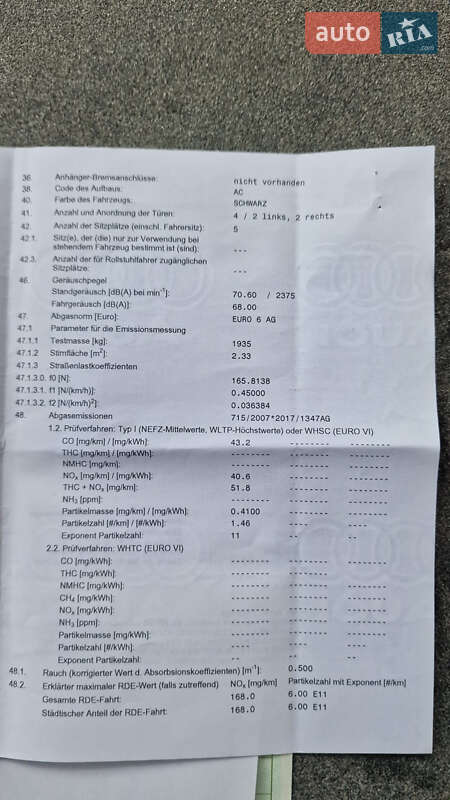 auto RIA.com
36. Anhänger-Bremsanschlüsse: nicht vorhanden
38. Code des Aufbaus: AC
40. Farbe des Fahrzeugs: SCHWARZ
41. Anzahl und Anordnung der Türen: 4 / 2 links, 2 rechts
42. Anzahl der Sitzplätze (einschl. Fahrersitz): 5
42.1. Sitz(e), der (die) nur zur Verwendung bei
stehendem Fahrzeug bestimmt ist (sind): ---
42.3. Anzahl der für Rollstuhlfahrer zugänglichen
Sitzplätze: ---
46. Geräuschpegel
Standgeräusch [dB(A) bei min⁻¹]: 70.60 / 2375
Fahrgeräusch [dB(A)]: 68.00
47. Abgasnorm [Euro]: EURO 6 AG
47.1 Parameter für die Emissionsmessung
47.1.1 Testmasse [kg]: 1935
47.1.2 Stirnfläche [m²]: 2.33
47.1.3 Straßenlastkoeffizienten
47.1.3.0. f0 [N]: 165.8138
47.1.3.1. f1 [N/(km/h)]: 0.45000
47.1.3.2. f2 [N/(km/h)²]: 0.036384
48. Abgasemissionen 715/2007*2017/1347AG
1.2. Prüfverfahren: Typ I (NEFZ-Mittelwerte, WLTP-Höchstwerte) oder WHSC (EURO VI)
CO [mg/km] / [mg/kWh]: 43.2 -------- --------
THC [mg/km] / [mg/kWh]: -------- -------- --------
NMHC [mg/km]: -------- -------- --------
NOx [mg/km] / [mg/kWh]: 40.6 -------- --------
THC + NOx [mg/km]: 51.8 -------- --------
NH3 [ppm]: -------- -------- --------
Partikelmasse [mg/km] / [mg/kWh]: 0.4100 -------- --------
Partikelzahl [#/km] / [#/kWh]: 1.46 ----- -----
Exponent Partikelzahl: 11 -- --
2.2. Prüfverfahren: WHTC (EURO VI)
CO [mg/kWh]: -------- -------- --------
THC [mg/kWh]: -------- -------- --------
NMHC [mg/kWh]: -------- -------- --------
CH4 [mg/kWh]: -------- -------- --------
NOx [mg/kWh]: -------- -------- --------
NH3 [ppm]: -------- -------- --------
Partikelmasse [mg/kWh]: -------- -------- --------
Partikelzahl [#/kWh]: ----- ----- -----
Exponent Partikelzahl: -- -- --
48.1. Rauch (korrigierter Wert d. Absorbsionskoeffizienten) [m⁻¹]: 0.500
48.2. Erklärter maximaler RDE-Wert (falls zutreffend) NOx [mg/km] Partikelzahl mit Exponent [#/km]
Gesamte RDE-Fahrt: 168.0 6.00 E11
Städtischer Anteil der RDE-Fahrt: 168.0 6.00 E11